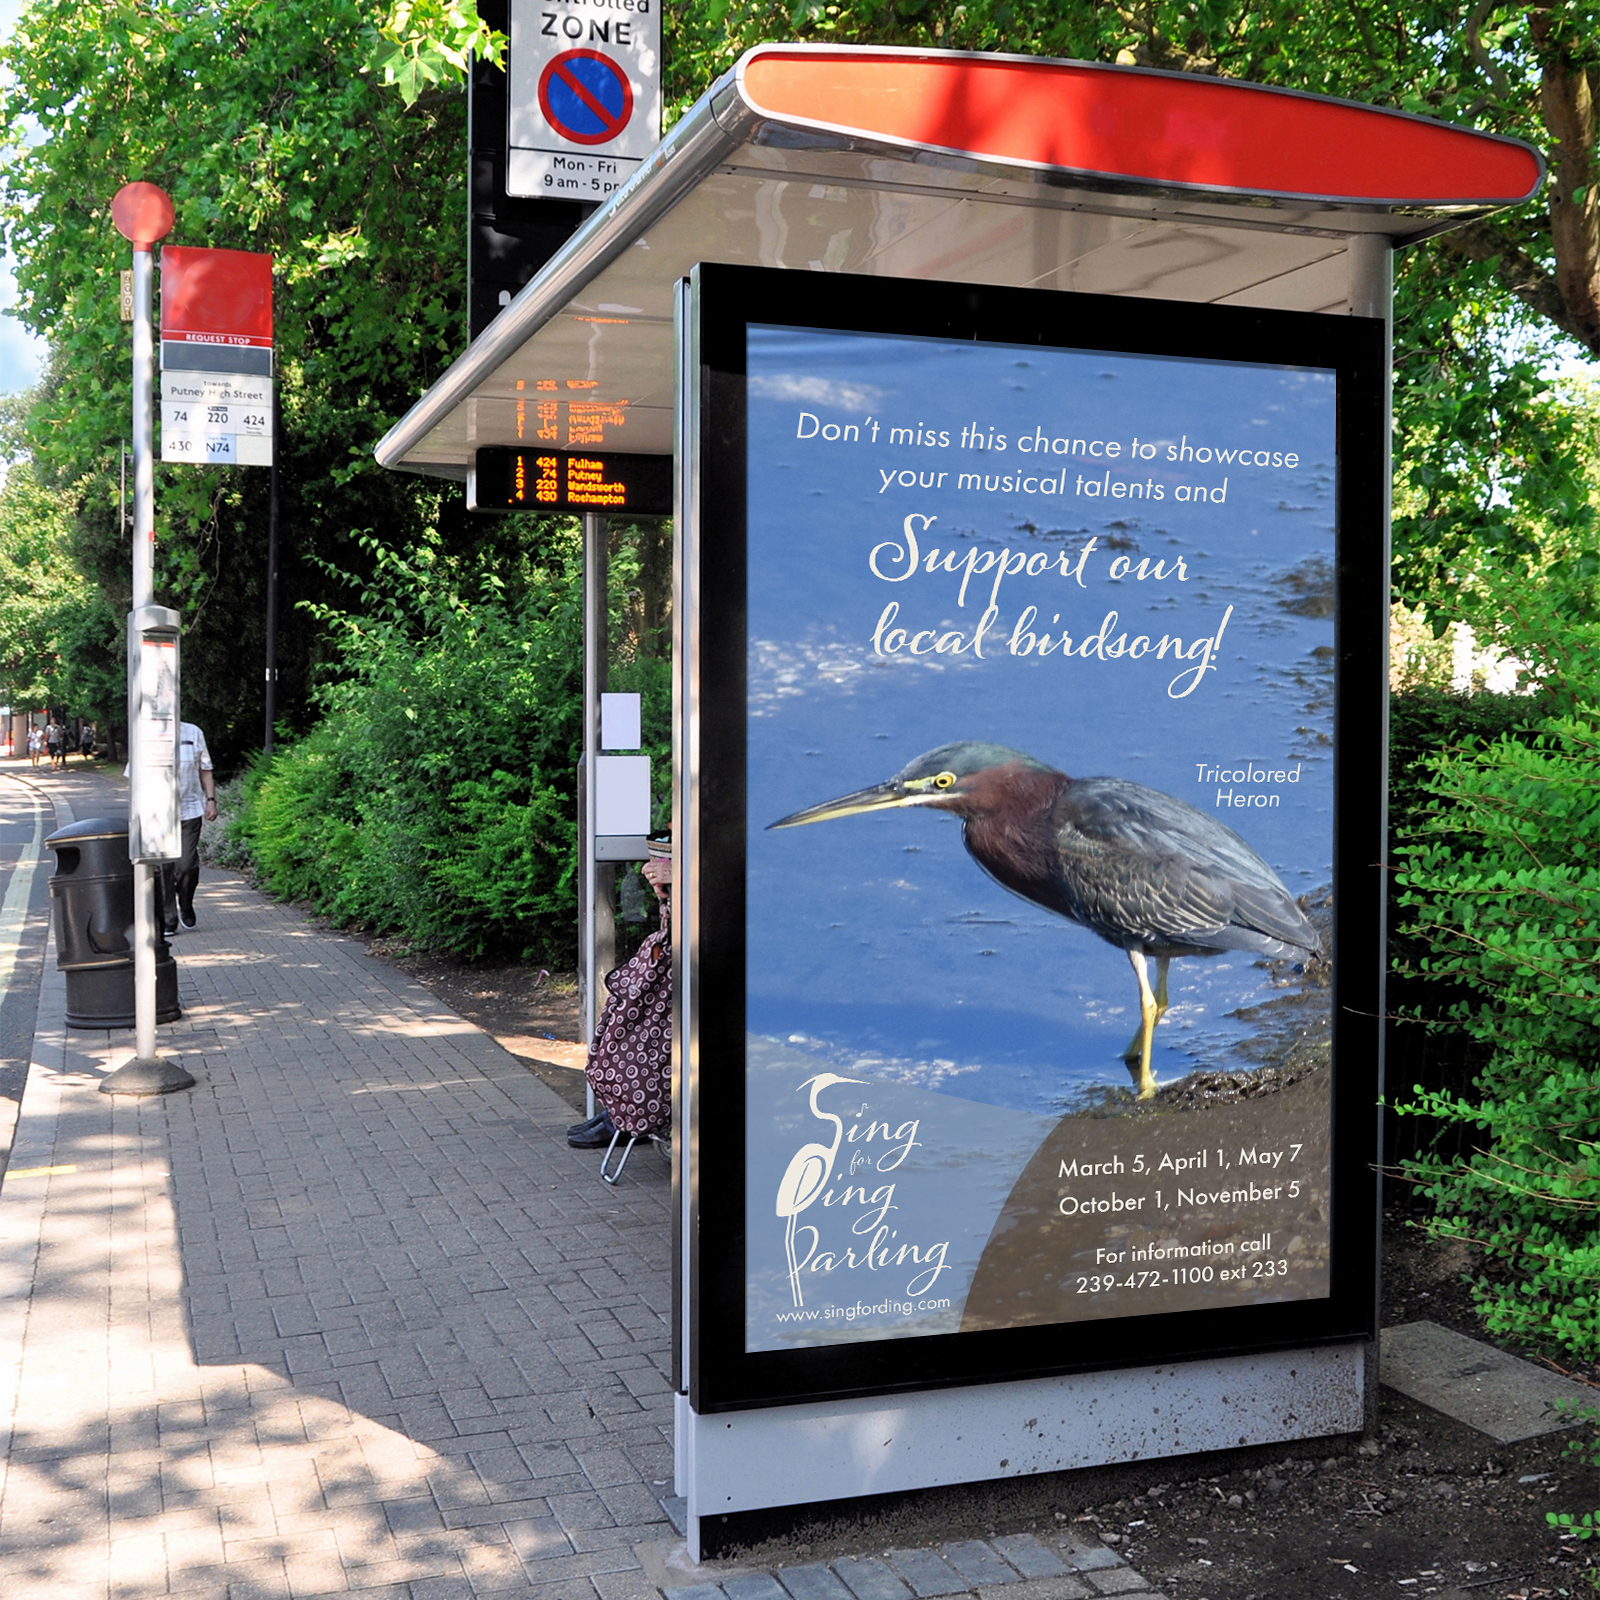 ZONE
Mon - Fri
9 am - 5 pm
REQUEST STOP
towards
Putney High Street
74 220 424
430 N74
1 424 Fulham
2 74 Putney
3 220 Wandsworth
4 430 Roehampton
Don't miss this chance to showcase
your musical talents and
Support our
local birdsong!
Tricolored
Heron
Sing
for
Ding
Darling
www.singfording.com
March 5, April 1, May 7
October 1, November 5
For information call
239-472-1100 ext 233